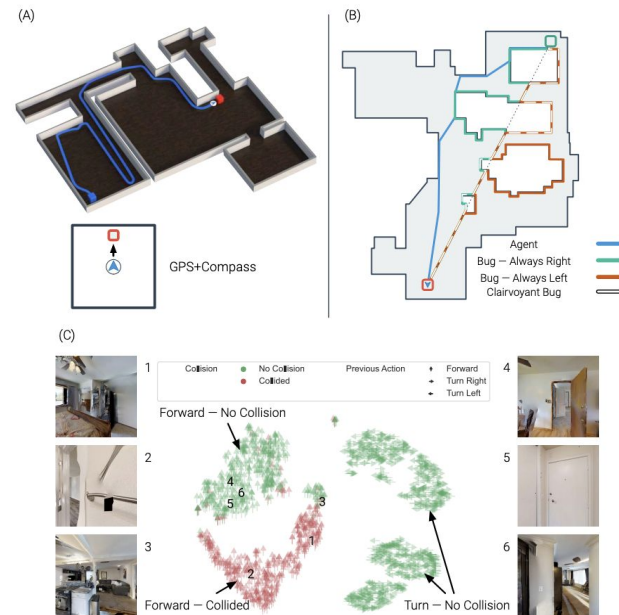 (A)
GPS+Compass
(B)
Agent
Bug — Always Right
Bug — Always Left
Clairvoyant Bug
(C)
1
2
3
Collision
No Collision
Collided
Previous Action
Forward
Turn Right
Turn Left
Forward — No Collision
4
6
5
3
1
2
Forward — Collided
Turn — No Collision
4
5
6